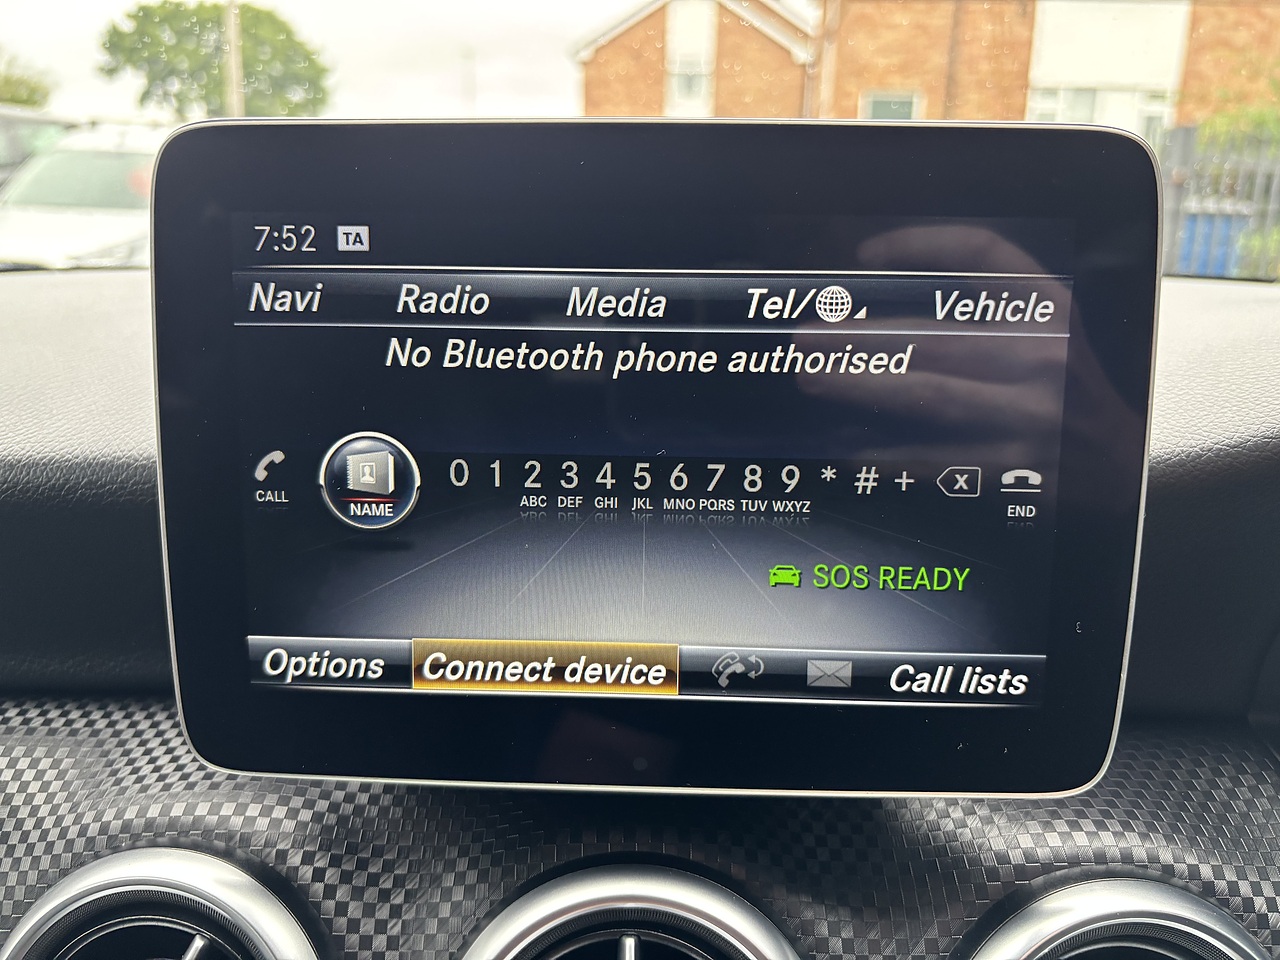 7:52 TA
Navi Radio Media Tel/ Vehicle
No Bluetooth phone authorised
CALL NAME 0 1 2 3 4 5 6 7 8 9 * # + X END
ABC DEF GHI JKL MNO PQRS TUV WXYZ
SOS READY
Options Connect device Call lists